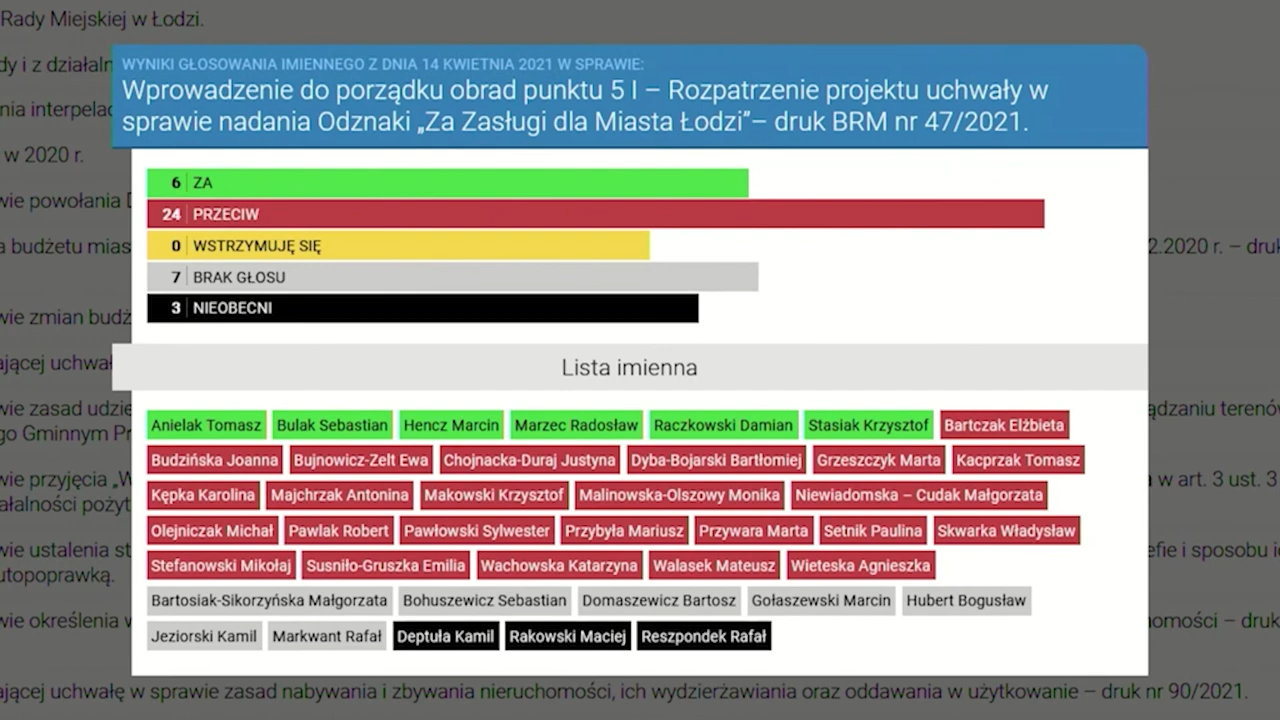 Rady Miejskiej w Łodzi.
WYNIKI GŁOSOWANIA IMIENNEGO Z DNIA 14 KWIETNIA 2021 W SPRAWIE:
Wprowadzenie do porządku obrad punktu 5 I – Rozpatrzenie projektu uchwały w
sprawie nadania Odznaki „Za Zasługi dla Miasta Łodzi”– druk BRM nr 47/2021.
dy i z działaln
nia interpelac
w 2020 r.
wie powołania D
a budżetu mias
2.2020 r. – druk
wie zmian budż
ającej uchwał
wie zasad udzie
ądzaniu terenów
go Gminnym Pr
wie przyjęcia „W
a w art. 3 ust. 3
ałalności pożyt
wie ustalenia st
efie i sposobu i
utopoprawką.
wie określenia w
omości – druk
6 ZA
24 PRZECIW
0 WSTRZYMUJĘ SIĘ
7 BRAK GŁOSU
3 NIEOBECNI
Lista imienna
Anielak Tomasz Bulak Sebastian Hencz Marcin Marzec Radosław Raczkowski Damian Stasiak Krzysztof Bartczak Elżbieta
Budzińska Joanna Bujnowicz-Zelt Ewa Chojnacka-Duraj Justyna Dyba-Bojarski Bartłomiej Grzeszczyk Marta Kacprzak Tomasz
Kępka Karolina Majchrzak Antonina Makowski Krzysztof Malinowska-Olszowy Monika Niewiadomska – Cudak Małgorzata
Olejniczak Michał Pawlak Robert Pawłowski Sylwester Przybyła Mariusz Przywara Marta Setnik Paulina Skwarka Władysław
Stefanowski Mikołaj Susniło-Gruszka Emilia Wachowska Katarzyna Walasek Mateusz Wieteska Agnieszka
Bartosiak-Sikorzyńska Małgorzata Bohuszewicz Sebastian Domaszewicz Bartosz Gołaszewski Marcin Hubert Bogusław
Jeziorski Kamil Markwant Rafał Deptuła Kamil Rakowski Maciej Reszpondek Rafał
ającej uchwałę w sprawie zasad nabywania i zbywania nieruchomości, ich wydzierżawiania oraz oddawania w użytkowanie – druk nr 90/2021.